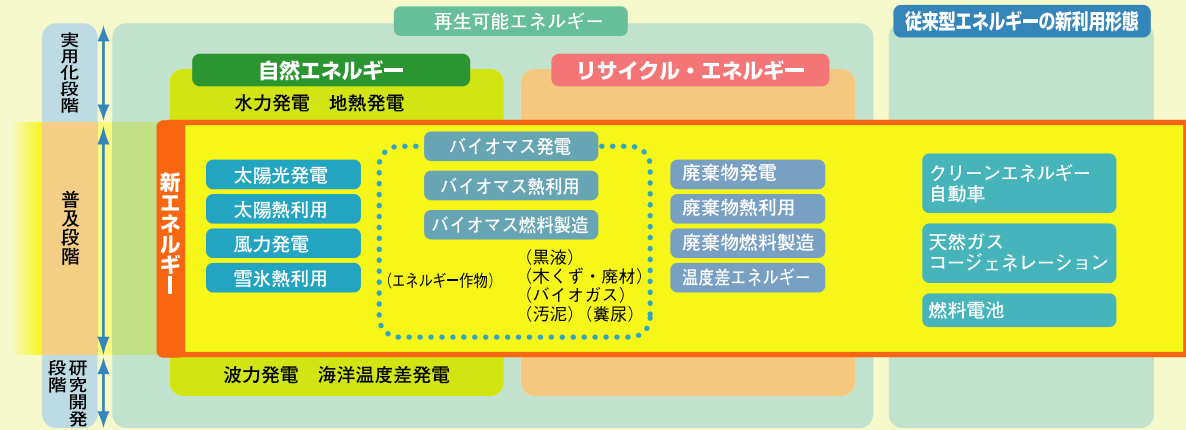 再生可能エネルギー
従来型エネルギーの新利用形態
実用化段階
自然エネルギー
リサイクル・エネルギー
水力発電 地熱発電
普及段階
新エネルギー
太陽光発電
太陽熱利用
風力発電
雪氷熱利用
バイオマス発電
バイオマス熱利用
バイオマス燃料製造
(エネルギー作物)
(黒液)
(木くず・廃材)
(バイオガス)
(汚泥)(糞尿)
廃棄物発電
廃棄物熱利用
廃棄物燃料製造
温度差エネルギー
クリーンエネルギー
自動車
天然ガス
コージェネレーション
燃料電池
研究開発
段階
波力発電 海洋温度差発電